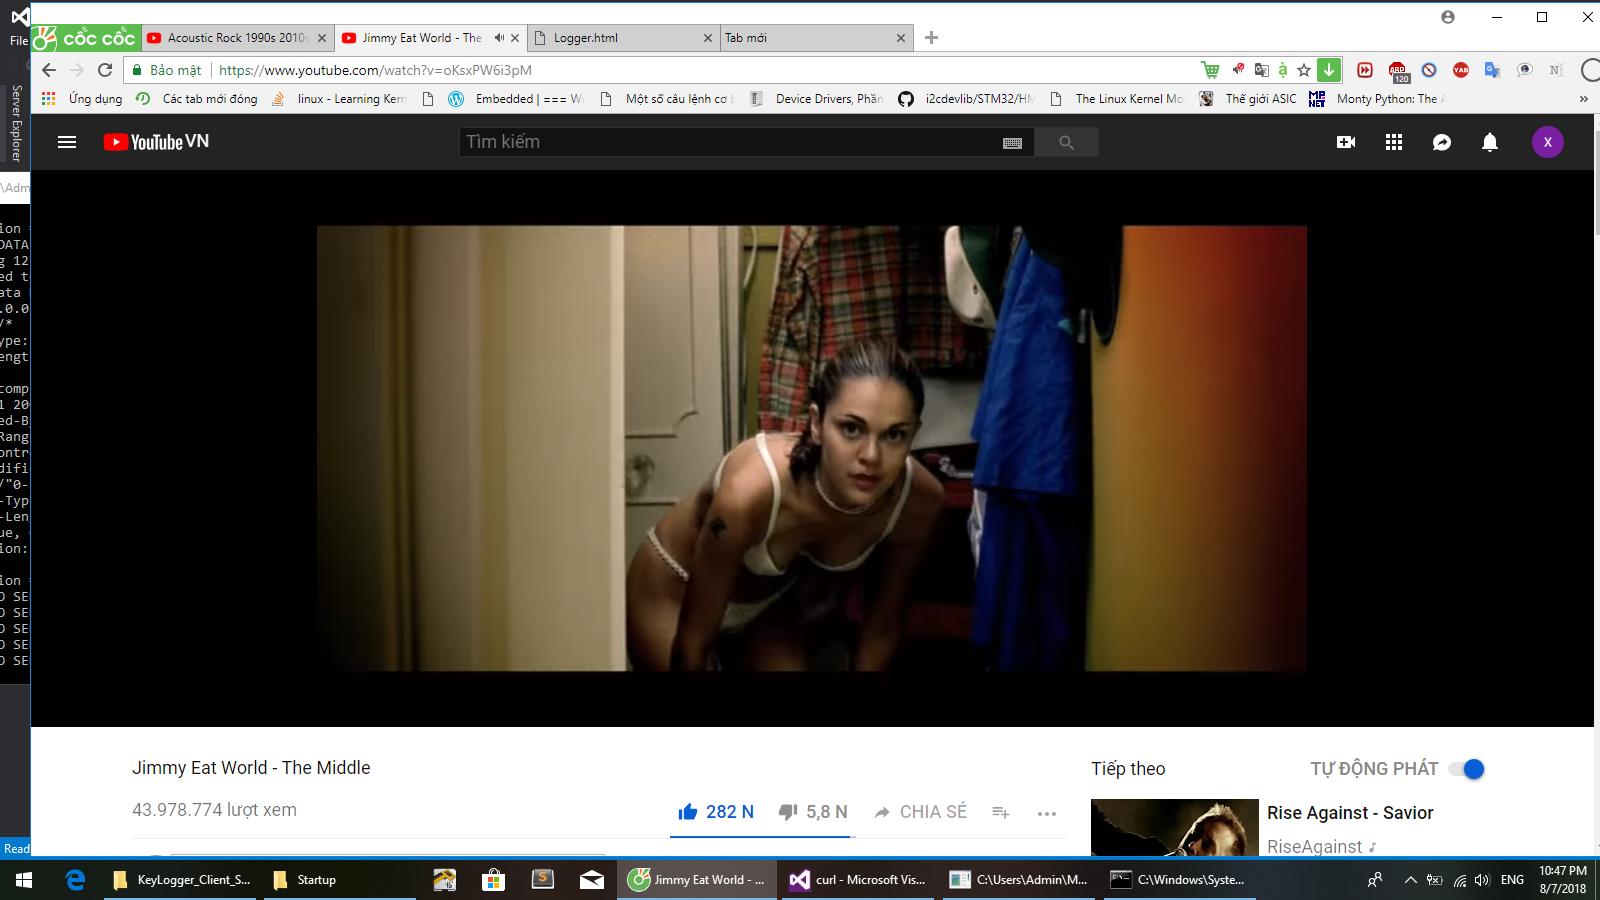 File
cốc cốc
Acoustic Rock 1990s 2010s
Jimmy Eat World - The
Logger.html
Tab mới
Bảo mật
https://www.youtube.com/watch?v=oKsxPW6i3pM
ABP
120
YAB
Ứng dụng
Các tab mới đóng
linux - Learning Kern
Embedded | === W
Một số câu lệnh cơ b
Device Drivers, Phần
i2cdevlib/STM32/HM
The Linux Kernel Mo
Thế giới ASIC
Monty Python: The A
»
Server Explorer
YouTube VN
Tìm kiếm
X
\Adm
ion
DATA
g 12
ed t
ata
.0.0
/*
ype:
engt
comp
l 20
ed-B
Rang
ontr
difi
/"0-
-Typ
-Len
ue,
ion:
ion
O SE
O SE
O SE
O SE
O SE
Jimmy Eat World - The Middle
43.978.774 lượt xem
282 N
5,8 N
CHIA SẺ
Tiếp theo
TỰ ĐỘNG PHÁT
Rise Against - Savior
RiseAgainst
Read
KeyLogger_Client_S...
Startup
Jimmy Eat World - ...
curl - Microsoft Vis...
C:\Users\Admin\M...
C:\Windows\Syste...
ENG
10:47 PM
8/7/2018